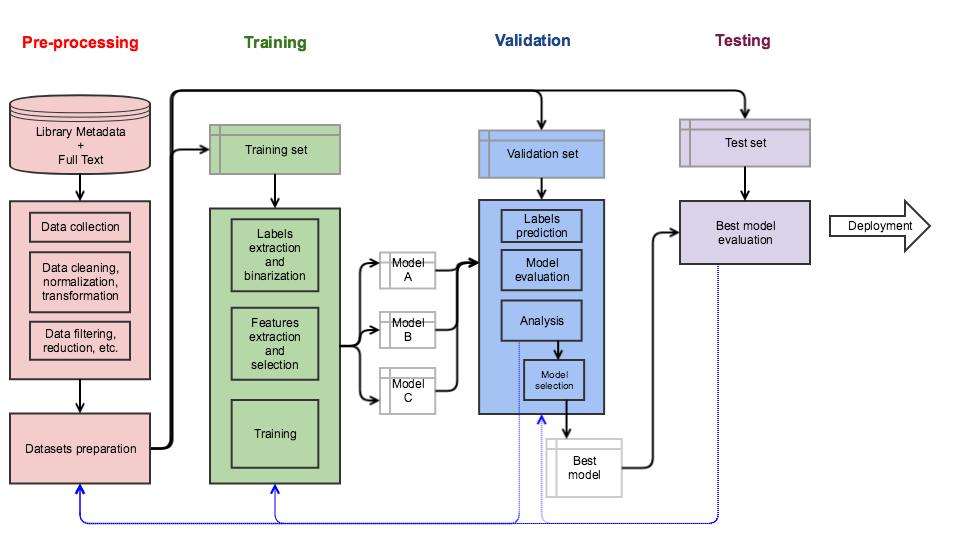 Pre-processing
Training
Validation
Testing
Library Metadata
+
Full Text
Data collection
Data cleaning,
normalization,
transformation
Data filtering,
reduction, etc.
Datasets preparation
Training set
Labels
extraction
and
binarization
Features
extraction
and
selection
Training
Model
A
Model
B
Model
C
Validation set
Labels
prediction
Model
evaluation
Analysis
Model
selection
Best
model
Test set
Best model
evaluation
Deployment